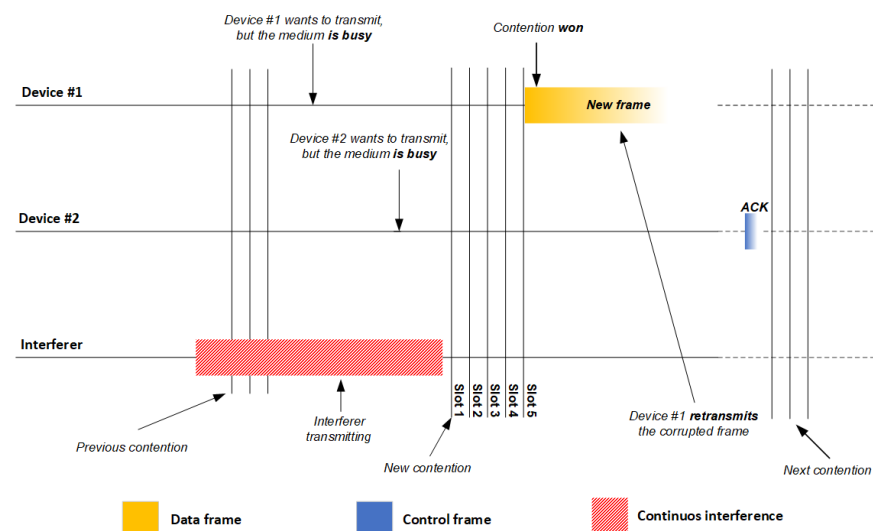 Device #1 wants to transmit,
but the medium is busy
Contention won
Device #1
New frame
Device #2 wants to transmit,
but the medium is busy
ACK
Device #2
Interferer
Slot 1
Slot 2
Slot 3
Slot 4
Slot 5
Previous contention
Interferer
transmitting
New contention
Device #1 retransmits
the corrupted frame
Next contention
Data frame
Control frame
Continuos interference